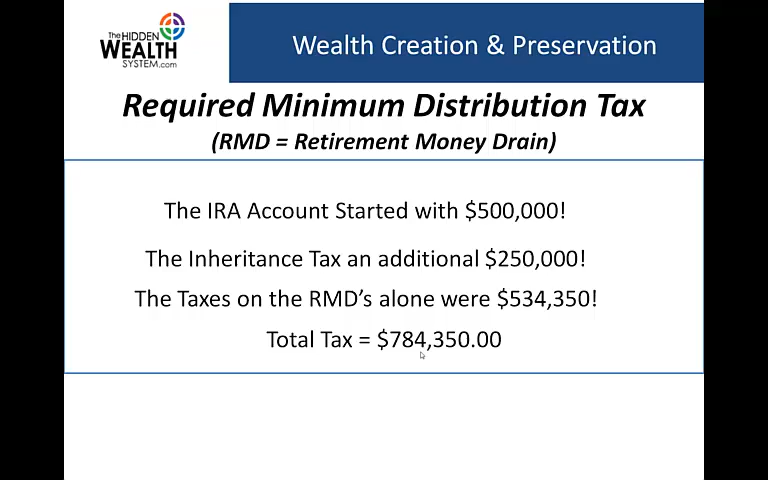 The HIDDEN
WEALTH
SYSTEM.com
Wealth Creation & Preservation
Required Minimum Distribution Tax
(RMD = Retirement Money Drain)
The IRA Account Started with $500,000!
The Inheritance Tax an additional $250,000!
The Taxes on the RMD’s alone were $534,350!
Total Tax = $784,350.00